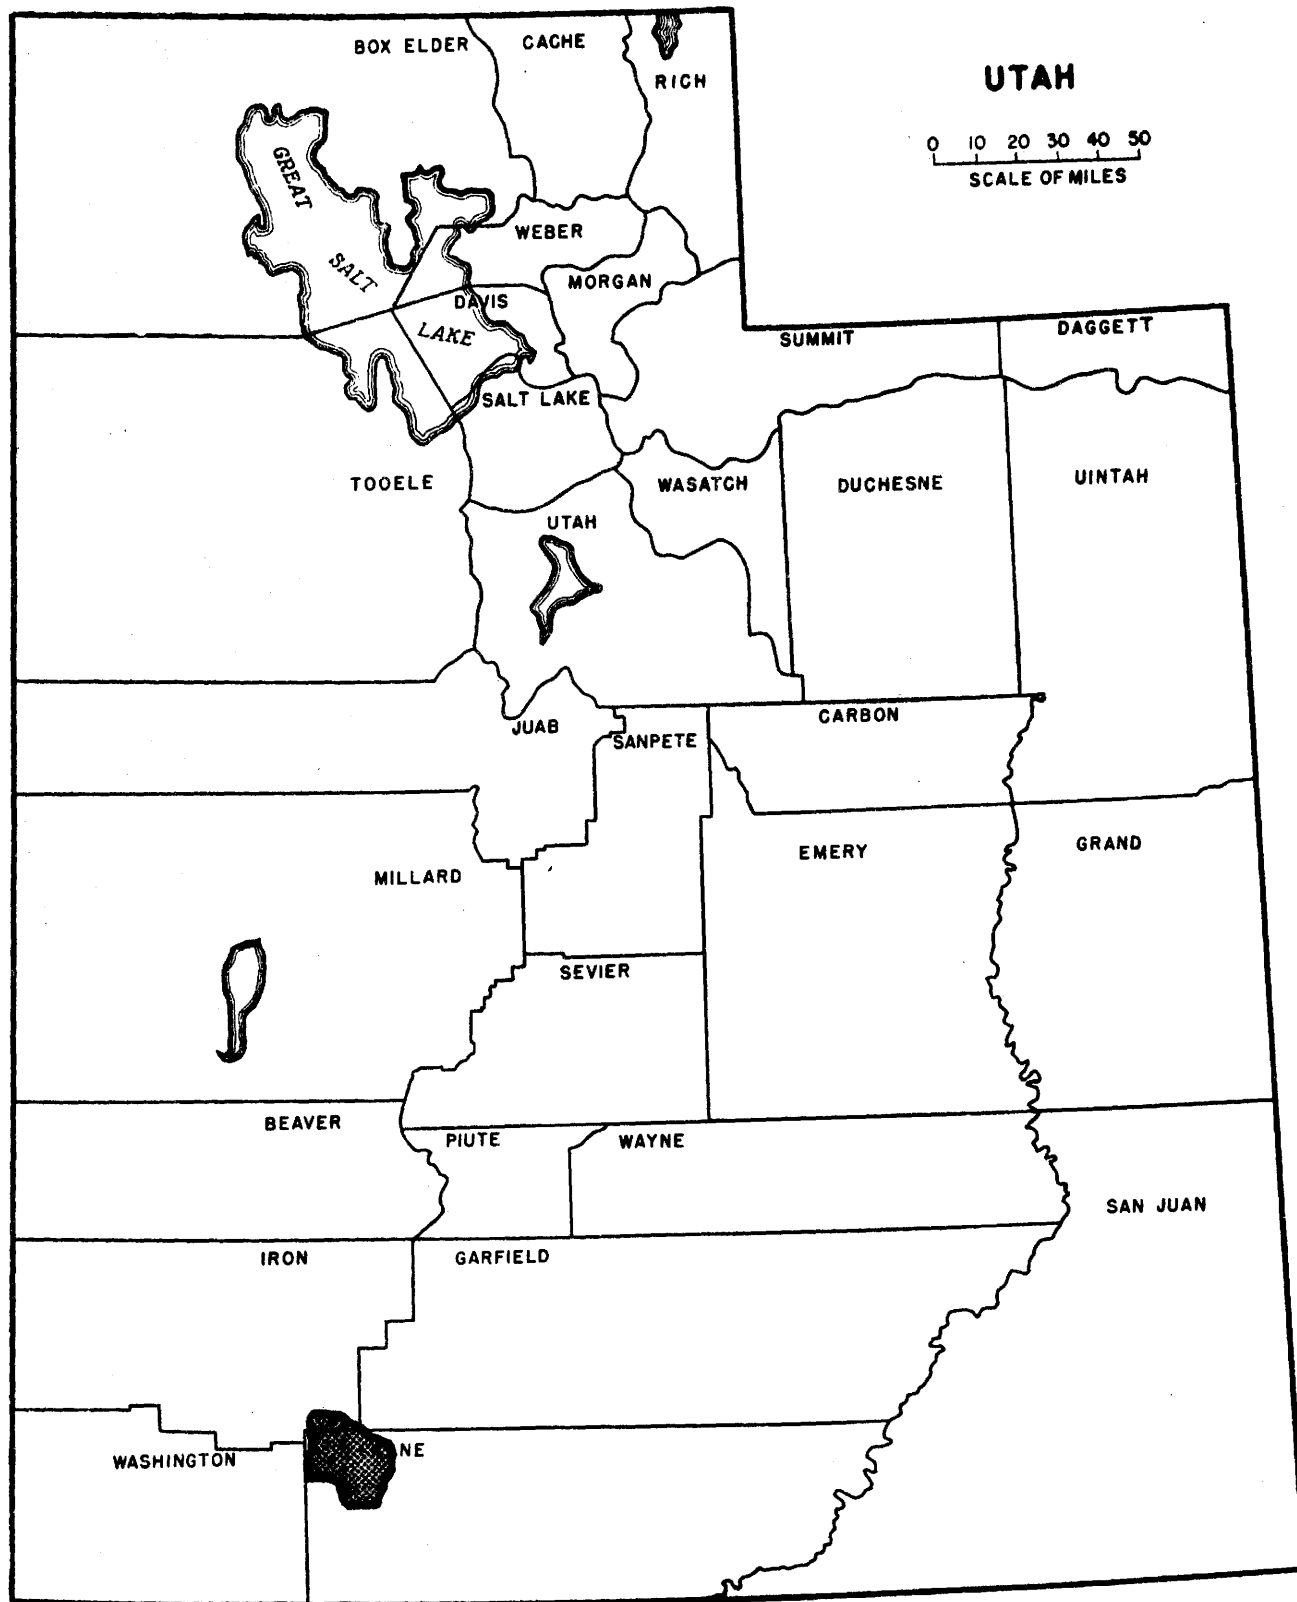 BOX ELDER
CACHE
RICH
UTAH
0 10 20 30 40 50
SCALE OF MILES
GREAT
SALT
LAKE
WEBER
MORGAN
DAVIS
SUMMIT
DAGGETT
SALT LAKE
TOOELE
WASATCH
DUCHESNE
UINTAH
UTAH
JUAB
SANPETE
CARBON
MILLARD
EMERY
GRAND
SEVIER
BEAVER
PIUTE
WAYNE
SAN JUAN
IRON
GARFIELD
WASHINGTON
NE